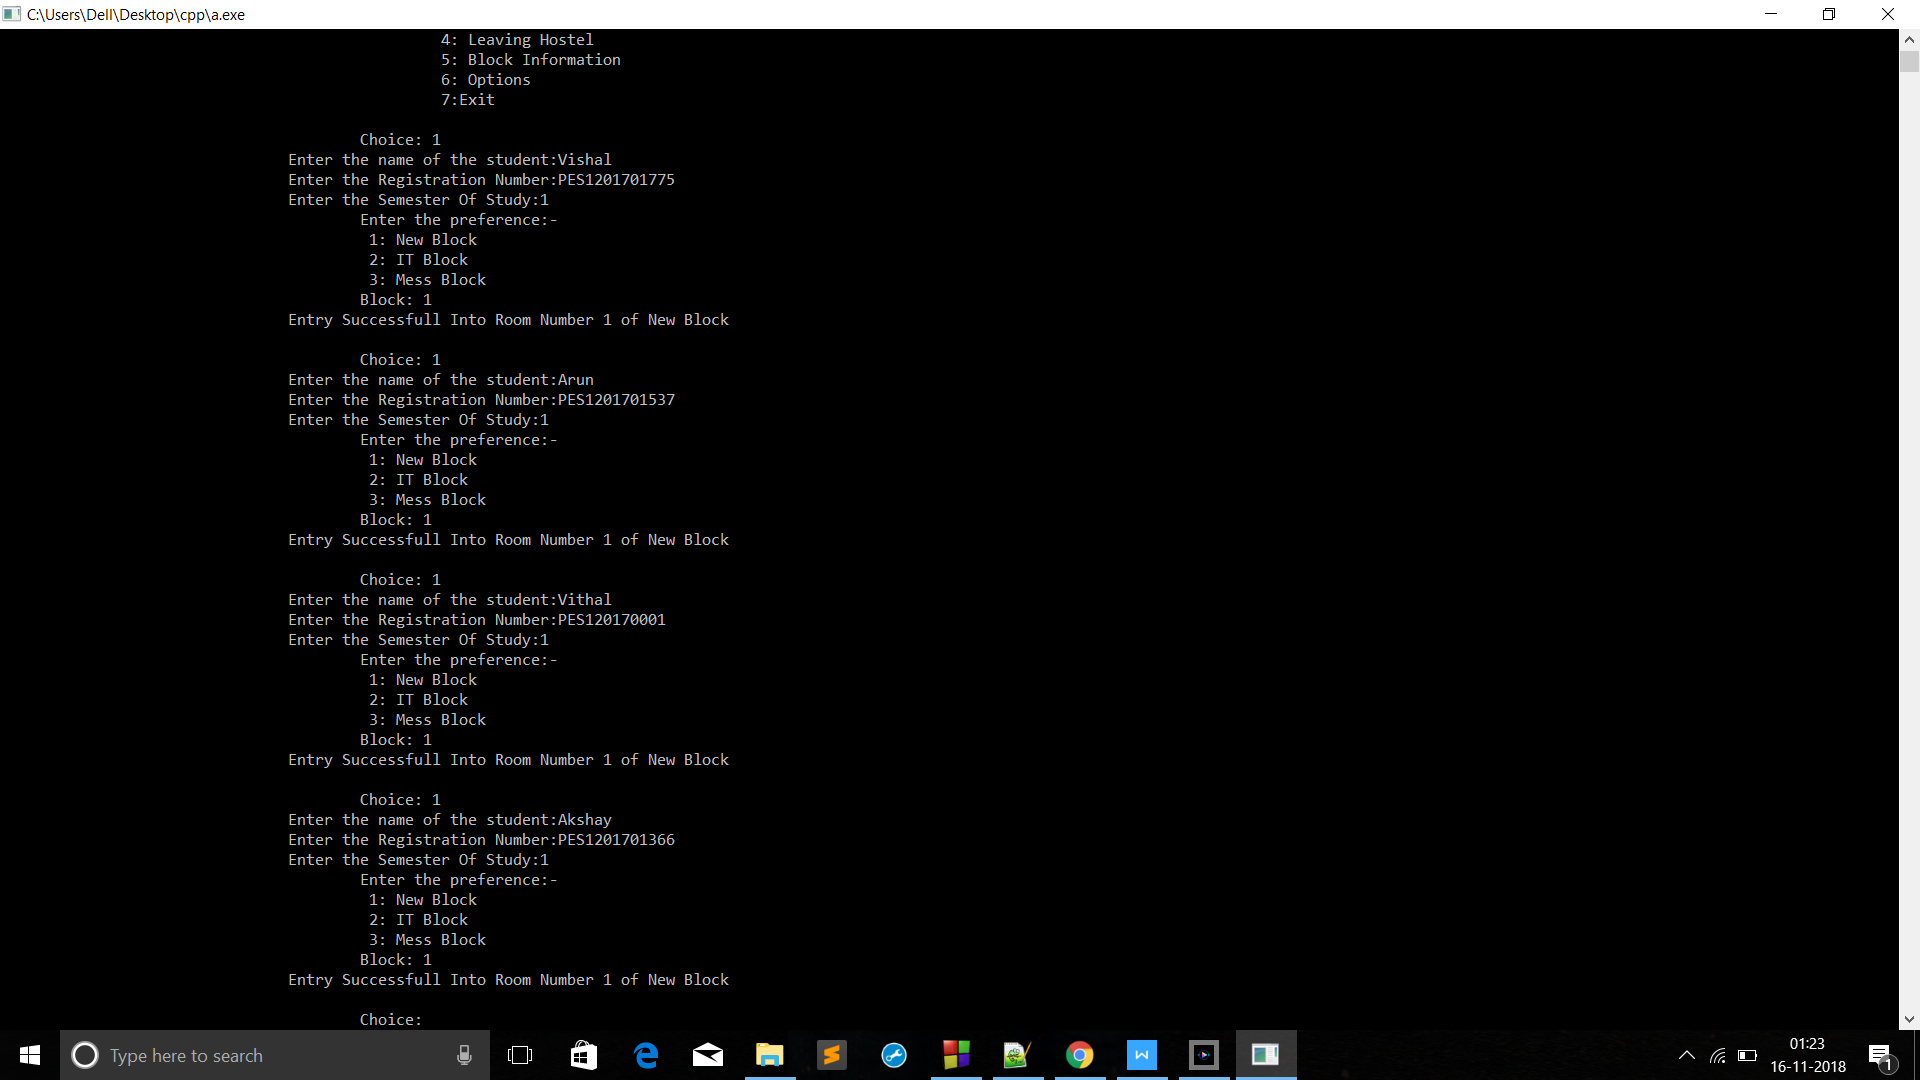 C:\Users\Dell\Desktop\cpp\a.exe
4: Leaving Hostel
5: Block Information
6: Options
7:Exit
Choice: 1
Enter the name of the student:Vishal
Enter the Registration Number:PES1201701775
Enter the Semester Of Study:1
Enter the preference:-
1: New Block
2: IT Block
3: Mess Block
Block: 1
Entry Successfull Into Room Number 1 of New Block
Choice: 1
Enter the name of the student:Arun
Enter the Registration Number:PES1201701537
Enter the Semester Of Study:1
Enter the preference:-
1: New Block
2: IT Block
3: Mess Block
Block: 1
Entry Successfull Into Room Number 1 of New Block
Choice: 1
Enter the name of the student:Vithal
Enter the Registration Number:PES120170001
Enter the Semester Of Study:1
Enter the preference:-
1: New Block
2: IT Block
3: Mess Block
Block: 1
Entry Successfull Into Room Number 1 of New Block
Choice: 1
Enter the name of the student:Akshay
Enter the Registration Number:PES1201701366
Enter the Semester Of Study:1
Enter the preference:-
1: New Block
2: IT Block
3: Mess Block
Block: 1
Entry Successfull Into Room Number 1 of New Block
Choice:
Type here to search
01:23
16-11-2018
1